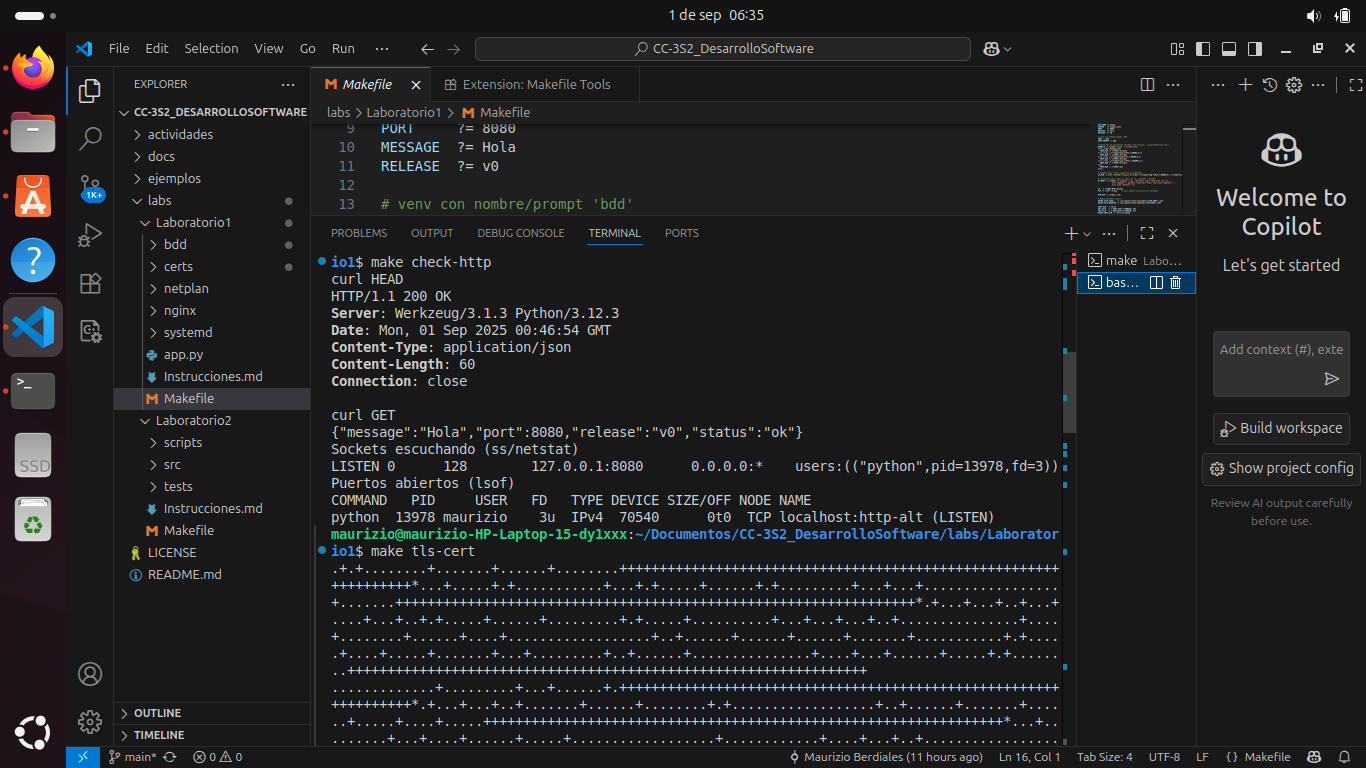 1 de sep 06:35
File Edit Selection View Go Run ···
CC-3S2_DesarrolloSoftware
EXPLORER
CC-3S2_DESARROLLOSOFTWARE
actividades
docs
ejemplos
labs
Laboratorio1
bdd
certs
netplan
nginx
systemd
app.py
Instrucciones.md
Makefile
Laboratorio2
scripts
src
tests
Instrucciones.md
Makefile
LICENSE
README.md
OUTLINE
TIMELINE
1K+
SSD
Makefile
Extension: Makefile Tools
labs > Laboratorio1 > Makefile
9 PORT ?= 8080
10 MESSAGE ?= Hola
11 RELEASE ?= v0
12
13 # venv con nombre/prompt 'bdd'
PROBLEMS OUTPUT DEBUG CONSOLE TERMINAL PORTS
io1$ make check-http
curl HEAD
HTTP/1.1 200 OK
Server: Werkzeug/3.1.3 Python/3.12.3
Date: Mon, 01 Sep 2025 00:46:54 GMT
Content-Type: application/json
Content-Length: 60
Connection: close
curl GET
{"message":"Hola","port":8080,"release":"v0","status":"ok"}
Sockets escuchando (ss/netstat)
LISTEN 0 128 127.0.0.1:8080 0.0.0.0:* users:(("python",pid=13978,fd=3))
Puertos abiertos (lsof)
COMMAND PID USER FD TYPE DEVICE SIZE/OFF NODE NAME
python 13978 maurizio 3u IPv4 70540 0t0 TCP localhost:http-alt (LISTEN)
maurizio@maurizio-HP-Laptop-15-dy1xxx:~/Documentos/CC-3S2_DesarrolloSoftware/labs/Laborator
io1$ make tls-cert
make Labo...
bas...
Welcome to
Copilot
Let's get started
Add context (#), exte
Build workspace
Show project config
Review AI output carefully
before use.
main* 0 0 Maurizio Berdiales (11 hours ago) Ln 16, Col 1 Tab Size: 4 UTF-8 LF {} Makefile